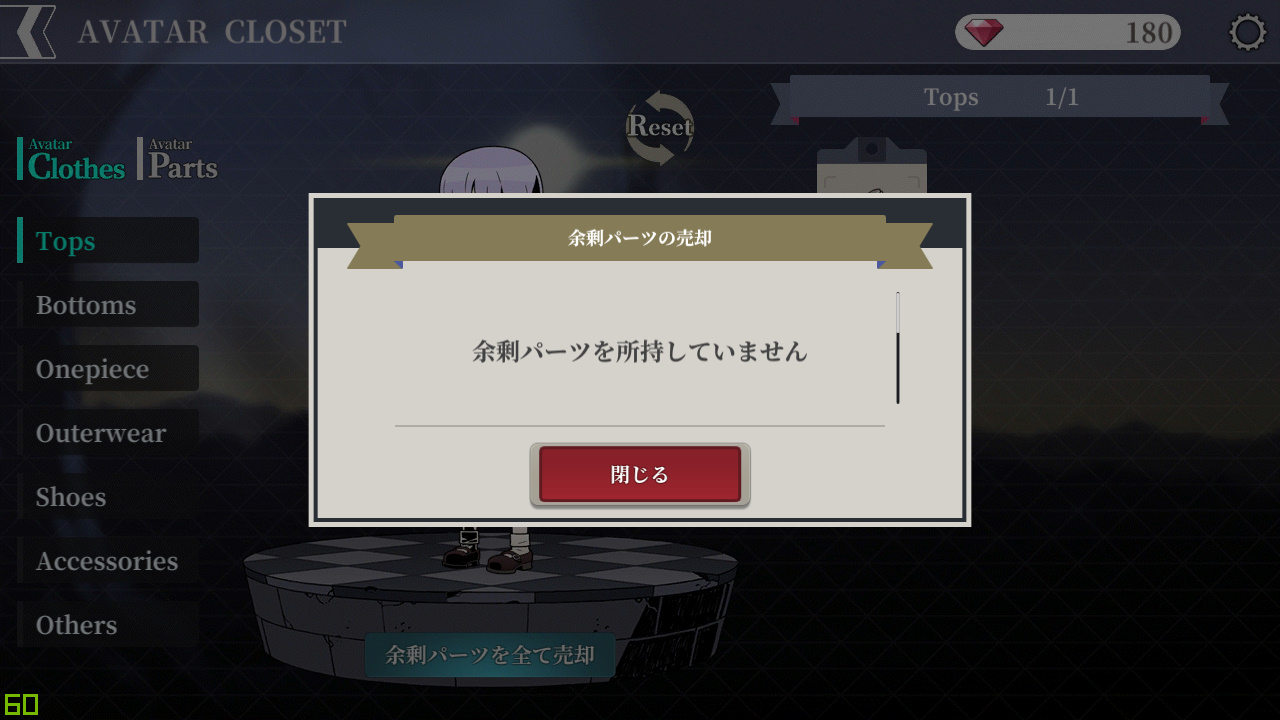 AVATAR CLOSET
180
Tops 1/1
Reset
Avatar
Clothes
Avatar
Parts
Tops
Bottoms
Onepiece
Outerwear
Shoes
Accessories
Others
余剰パーツの売却
余剰パーツを所持していません
閉じる
余剰パーツを全て売却
60